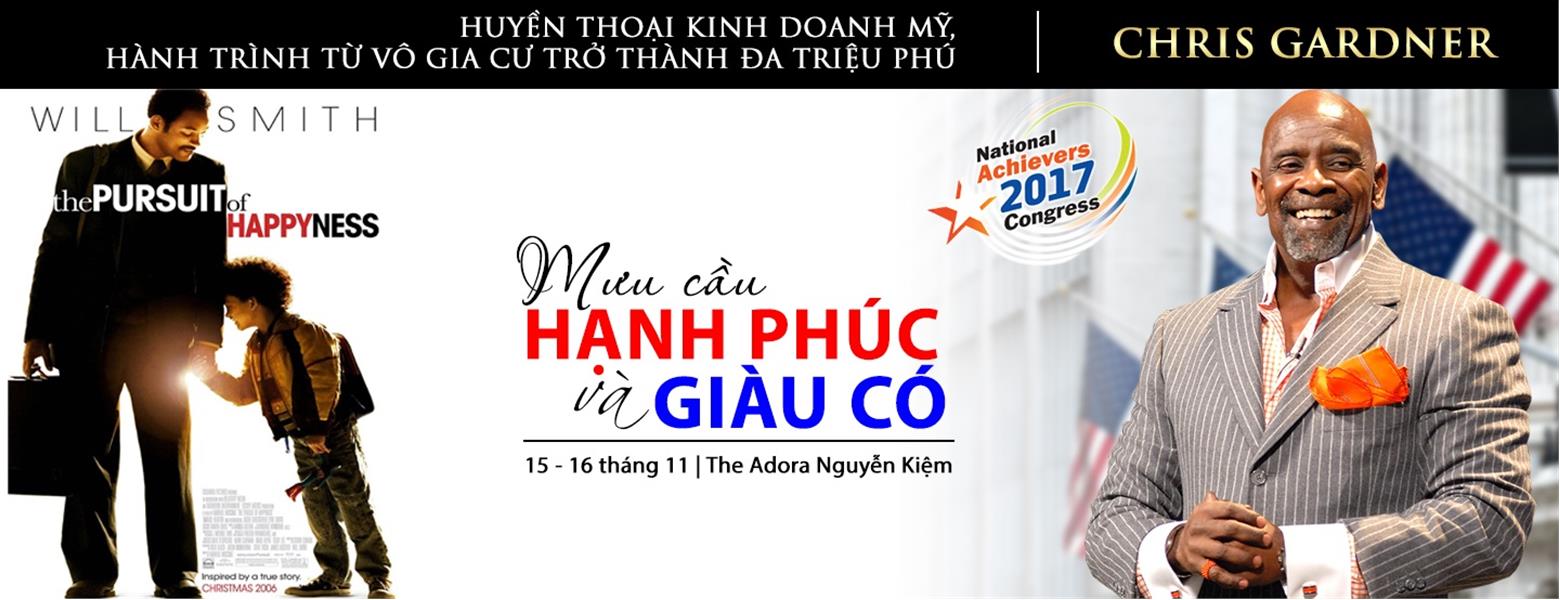 HUYỀN THOẠI KINH DOANH MỸ,
HÀNH TRÌNH TỪ VÔ GIA CƯ TRỞ THÀNH ĐA TRIỆU PHÚ
CHRIS GARDNER
WILL SMITH
the PURSUIT of
HAPPYNESS
Inspired by a true story.
CHRISTMAS 2006
National
Achievers
2017
Congress
Mưu cầu
HẠNH PHÚC
và GIÀU CÓ
15 - 16 tháng 11 | The Adora Nguyễn Kiệm